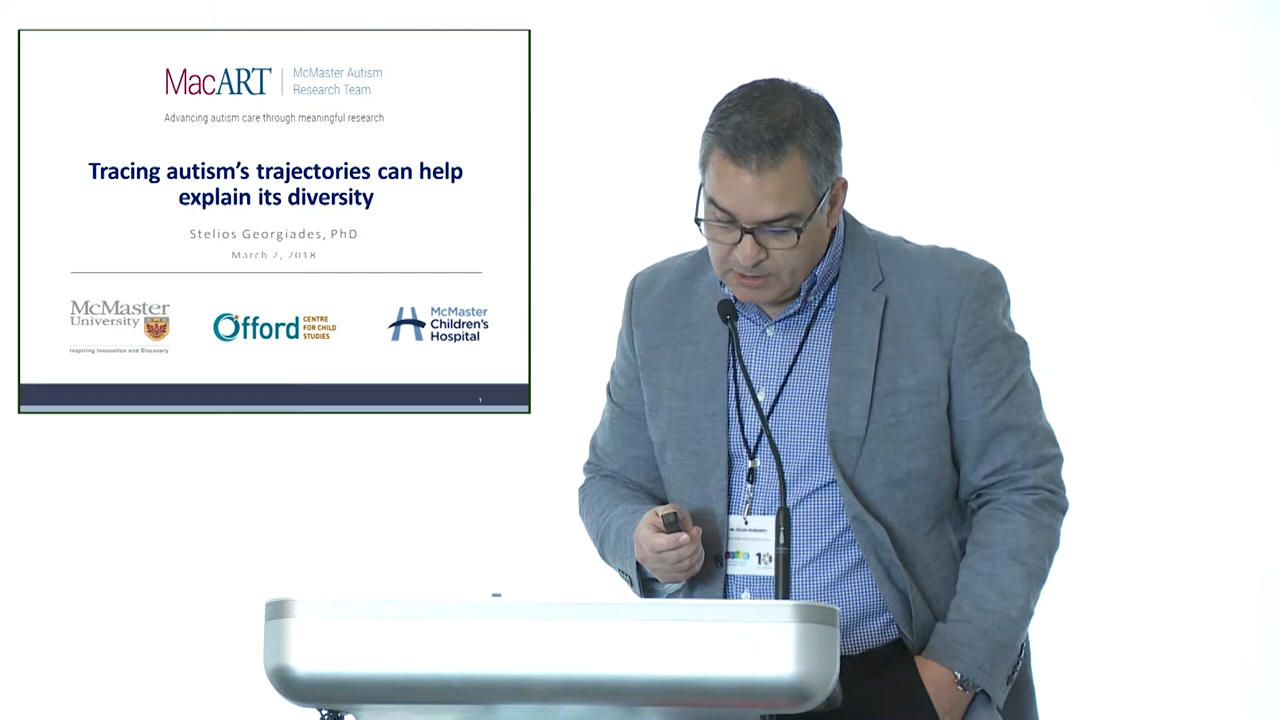 MacART
McMaster Autism
Research Team
Advancing autism care through meaningful research
Tracing autism's trajectories can help
explain its diversity
Stelios Georgiades, PhD
March 2, 2018
McMaster
University
Inspiring Innovation and Discovery
Offord
CENTRE
FOR CHILD
STUDIES
McMaster
Children's
Hospital
1